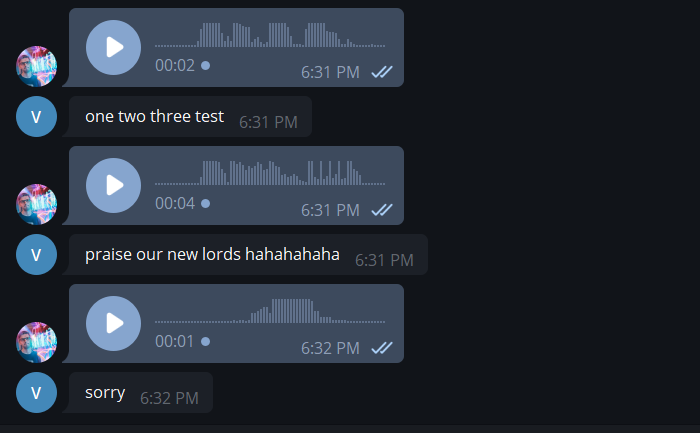 00:02 6:31 PM
V
one two three test 6:31 PM
00:04 6:31 PM
V
praise our new lords hahahahaha 6:31 PM
00:01 6:32 PM
V
sorry 6:32 PM